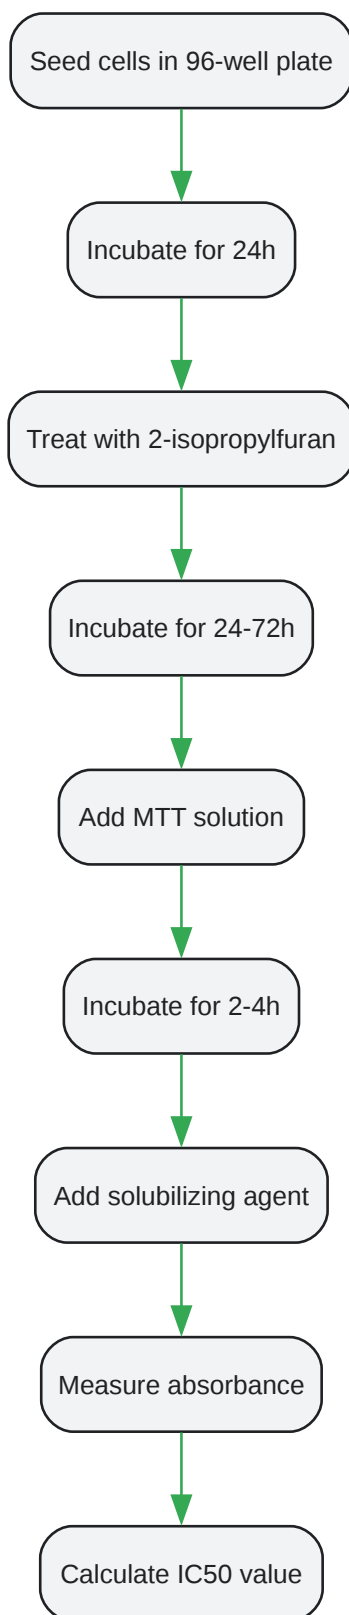 Seed cells in 96-well plate
Incubate for 24h
Treat with 2-isopropylfuran
Incubate for 24-72h
Add MTT solution
Incubate for 2-4h
Add solubilizing agent
Measure absorbance
Calculate IC50 value